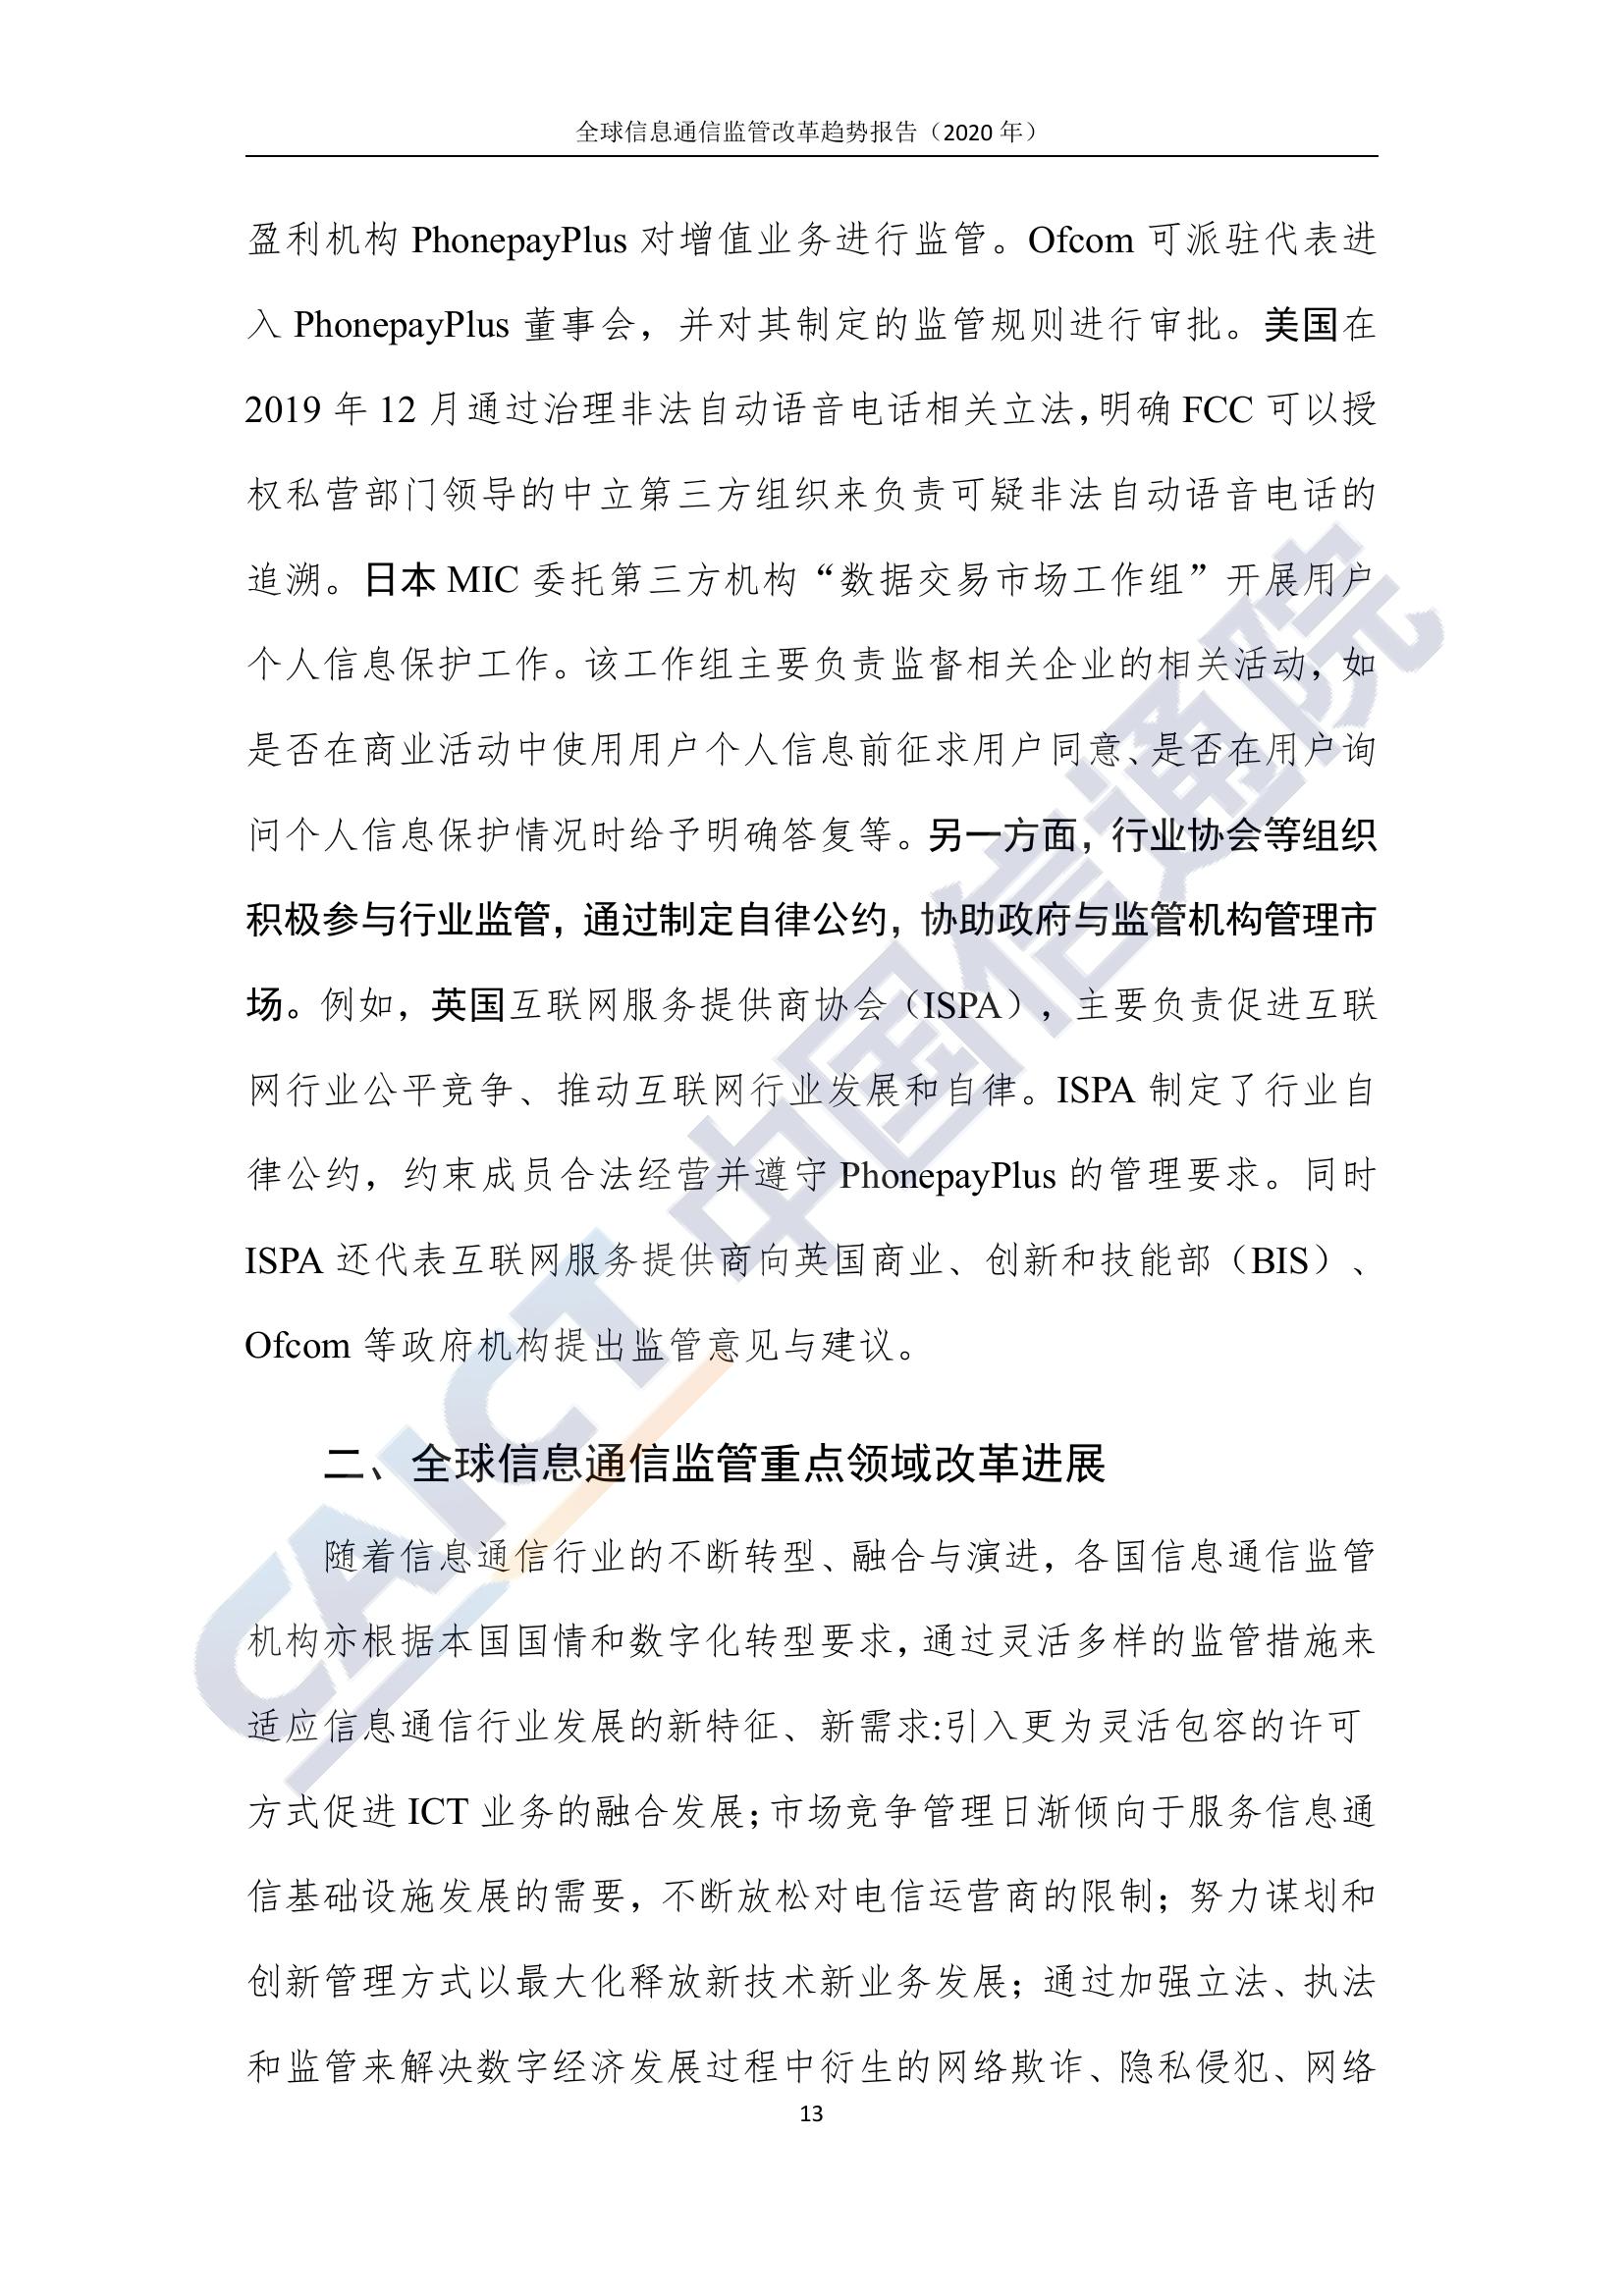 全球信息通信监管改革趋势报告（2020 年）
盈利机构 PhonepayPlus 对增值业务进行监管。Ofcom 可派驻代表进
入 PhonepayPlus 董事会，并对其制定的监管规则进行审批。美国在
2019 年 12 月通过治理非法自动语音电话相关立法，明确 FCC 可以授
权私营部门领导的中立第三方组织来负责可疑非法自动语音电话的
追溯。日本 MIC 委托第三方机构“数据交易市场工作组”开展用户
个人信息保护工作。该工作组主要负责监督相关企业的相关活动，如
是否在商业活动中使用用户个人信息前征求用户同意、是否在用户询
问个人信息保护情况时给予明确答复等。另一方面，行业协会等组织
积极参与行业监管，通过制定自律公约，协助政府与监管机构管理市
场。例如，英国互联网服务提供商协会（ISPA），主要负责促进互联
网行业公平竞争、推动互联网行业发展和自律。ISPA 制定了行业自
律公约，约束成员合法经营并遵守 PhonepayPlus 的管理要求。同时
ISPA 还代表互联网服务提供商向英国商业、创新和技能部（BIS）、
Ofcom 等政府机构提出监管意见与建议。
二、全球信息通信监管重点领域改革进展
随着信息通信行业的不断转型、融合与演进，各国信息通信监管
机构亦根据本国国情和数字化转型要求，通过灵活多样的监管措施来
适应信息通信行业发展的新特征、新需求:引入更为灵活包容的许可
方式促进 ICT 业务的融合发展；市场竞争管理日渐倾向于服务信息通
信基础设施发展的需要，不断放松对电信运营商的限制；努力谋划和
创新管理方式以最大化释放新技术新业务发展；通过加强立法、执法
和监管来解决数字经济发展过程中衍生的网络欺诈、隐私侵犯、网络
13
CAICT 中国信通院